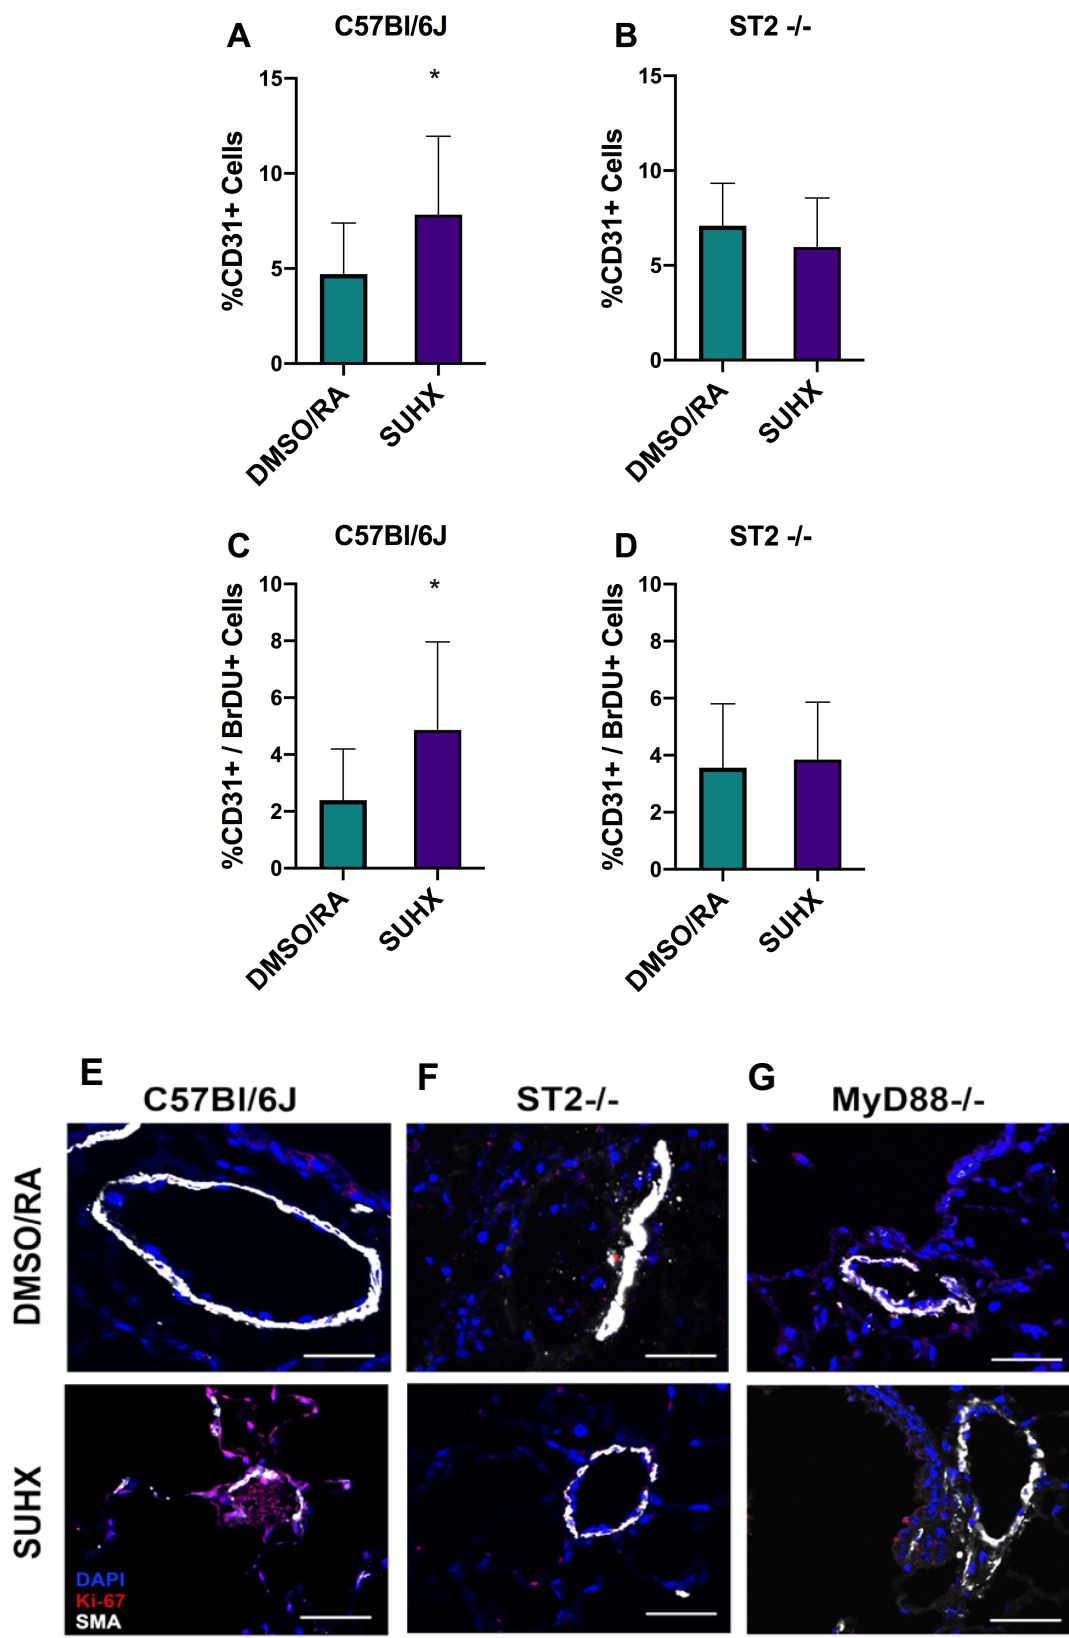 A
C57Bl/6J
*
%CD31+ Cells
15
10
5
0
DMSO/RA
SUHX
B
ST2 -/-
%CD31+ Cells
15
10
5
0
DMSO/RA
SUHX
C
C57Bl/6J
*
%CD31+ / BrDU+ Cells
10
8
6
4
2
0
DMSO/RA
SUHX
D
ST2 -/-
%CD31+ / BrDU+ Cells
10
8
6
4
2
0
DMSO/RA
SUHX
E
C57Bl/6J
F
ST2-/-
G
MyD88-/-
DMSO/RA
SUHX
DAPI
Ki-67
SMA